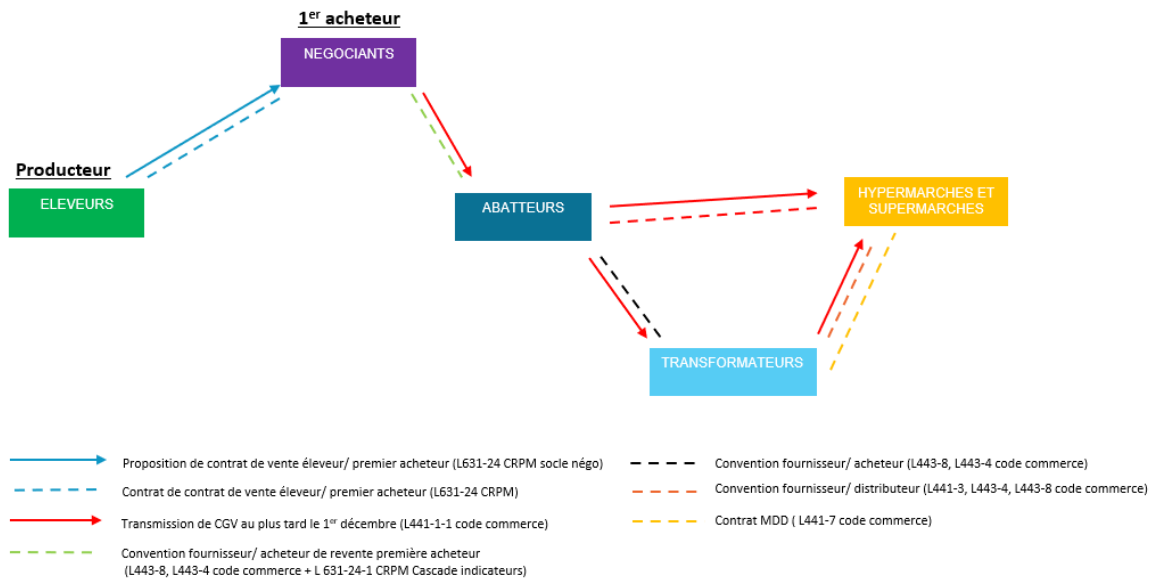 1er acheteur
NEGOCIANTS
Producteur
ELEVEURS
ABATTEURS
HYPERMARCHES ET
SUPERMARCHES
TRANSFORMATEURS
Proposition de contrat de vente éleveur/ premier acheteur (L631-24 CRPM socle négo)
Contrat de contrat de vente éleveur/ premier acheteur (L631-24 CRPM)
Transmission de CGV au plus tard le 1er décembre (L441-1-1 code commerce)
Convention fournisseur/ acheteur de revente première acheteur
(L443-8, L443-4 code commerce + L 631-24-1 CRPM Cascade indicateurs)
Convention fournisseur/ acheteur (L443-8, L443-4 code commerce)
Convention fournisseur/ distributeur (L441-3, L443-4, L443-8 code commerce)
Contrat MDD ( L441-7 code commerce)